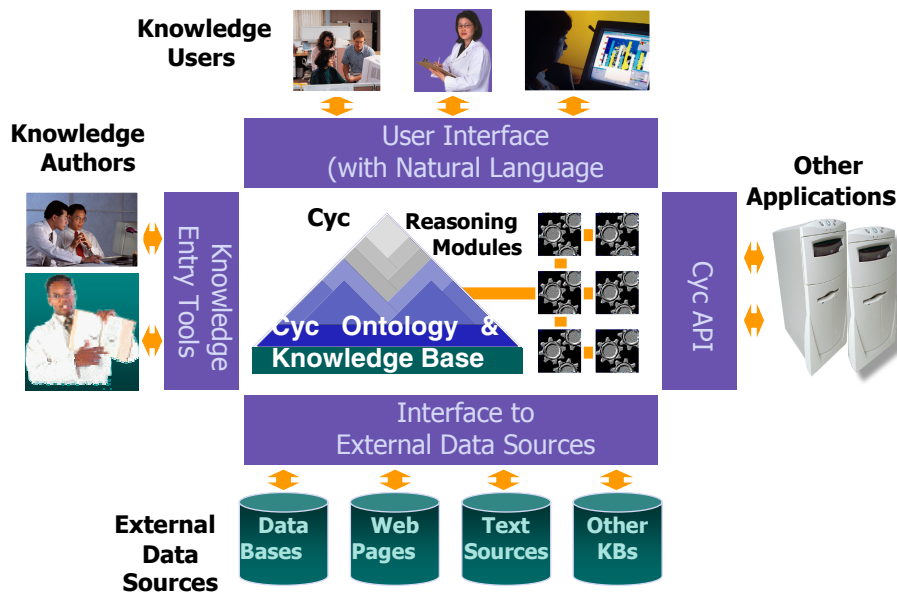 Knowledge
Users
User Interface
(with Natural Language
Knowledge
Authors
Knowledge
Entry Tools
Cyc
Reasoning
Modules
Cyc Ontology &
Knowledge Base
Cyc API
Other
Applications
Interface to
External Data Sources
External
Data
Sources
Data
Bases
Web
Pages
Text
Sources
Other
KBs